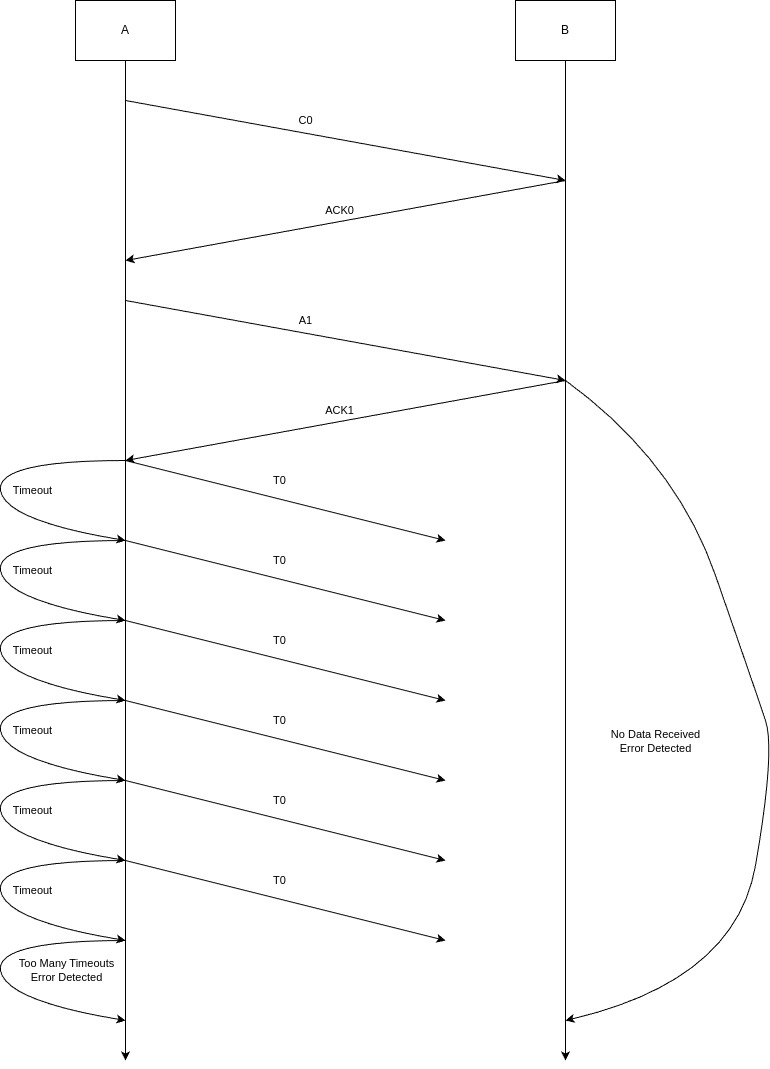 A
B
C0
ACK0
A1
ACK1
T0
Timeout
T0
Timeout
T0
Timeout
T0
Timeout
No Data Received
Error Detected
T0
Timeout
T0
Timeout
Too Many Timeouts
Error Detected